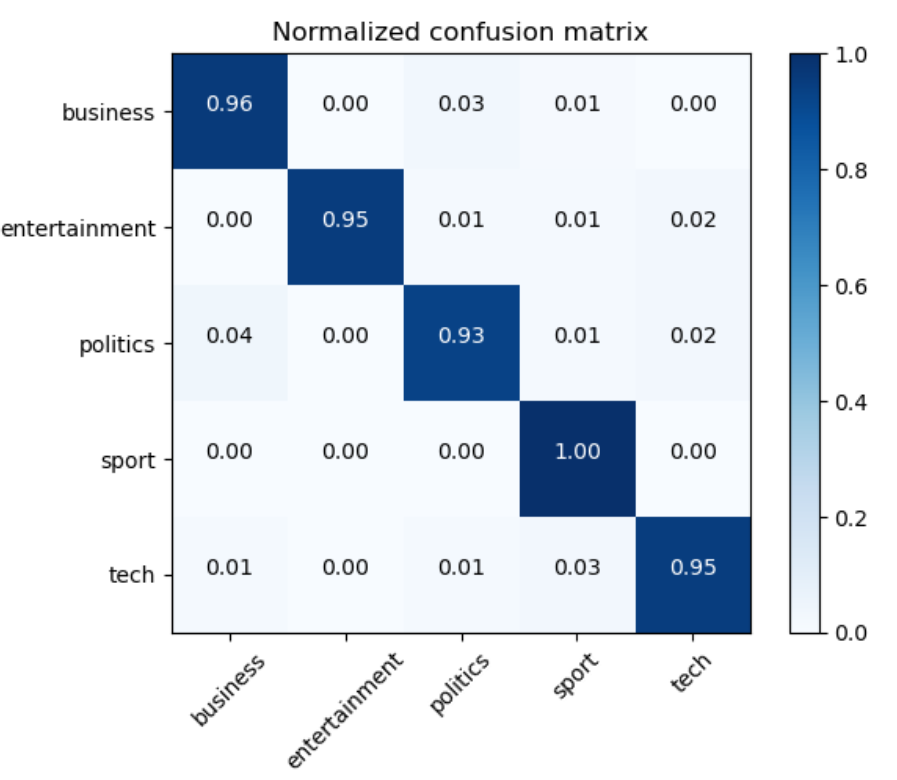 Normalized confusion matrix
business 0.96 0.00 0.03 0.01 0.00
entertainment 0.00 0.95 0.01 0.01 0.02
politics 0.04 0.00 0.93 0.01 0.02
sport 0.00 0.00 0.00 1.00 0.00
tech 0.01 0.00 0.01 0.03 0.95
business entertainment politics sport tech
1.0
0.8
0.6
0.4
0.2
0.0